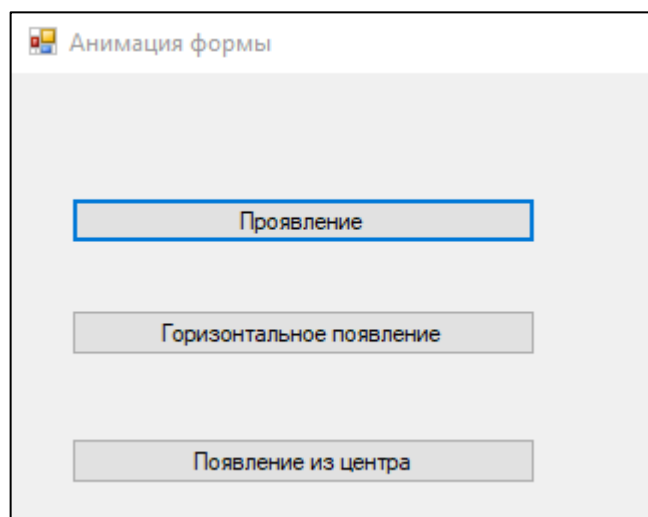 Анимация формы
Проявление
Горизонтальное появление
Появление из центра